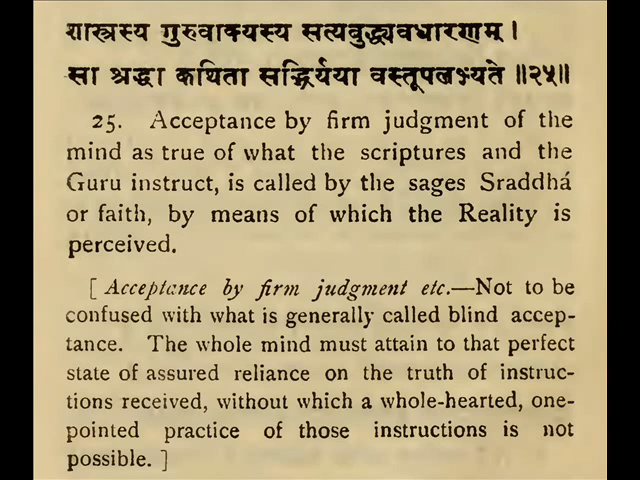 शास्त्रस्य गुरुवाक्यस्य सत्यबुद्ध्यवधारणम् ।
सा श्रद्धा कथिता सद्भिर्यया वस्तूपलभ्यते ॥२५॥
25. Acceptance by firm judgment of the
mind as true of what the scriptures and the
Guru instruct, is called by the sages Sraddhá
or faith, by means of which the Reality is
perceived.
[ Acceptance by firm judgment etc.—Not to be
confused with what is generally called blind accep-
tance. The whole mind must attain to that perfect
state of assured reliance on the truth of instruc-
tions received, without which a whole-hearted, one-
pointed practice of those instructions is not
possible. ]